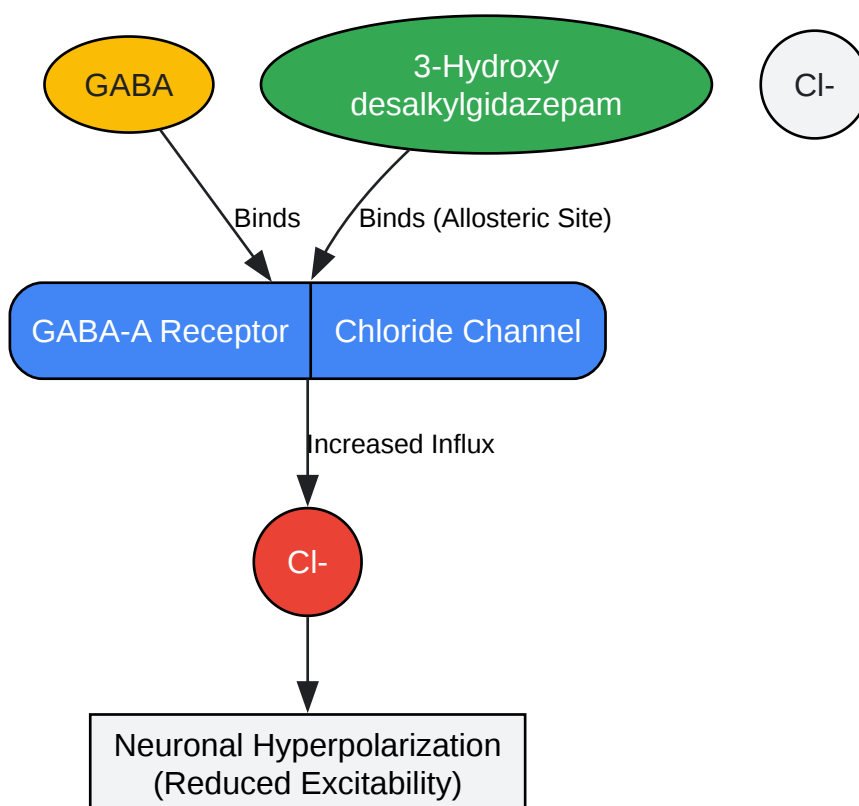 GABA
3-Hydroxy
desalkylgidazepam
Cl-
Binds
Binds (Allosteric Site)
GABA-A Receptor
Chloride Channel
Increased Influx
Cl-
Neuronal Hyperpolarization
(Reduced Excitability)